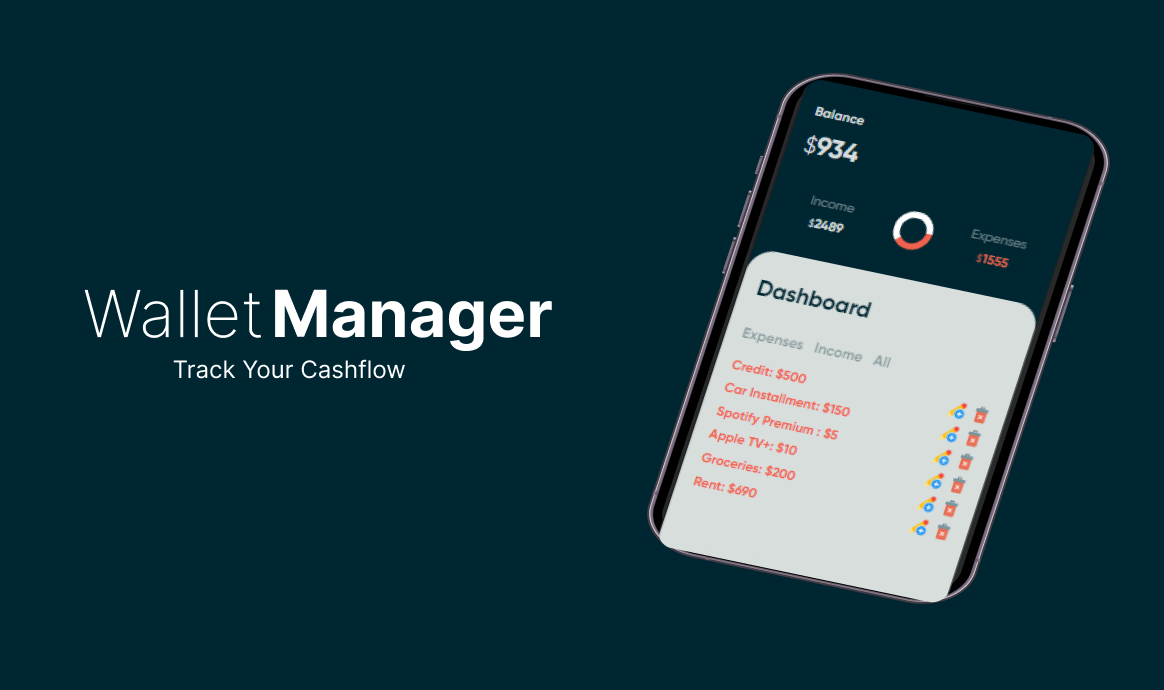 Wallet Manager
Track Your Cashflow
Balance
$934
Income
$2489
Expenses
$1555
Dashboard
Expenses Income All
Credit: $500
Car Installment: $150
Spotify Premium : $5
Apple TV+: $10
Groceries: $200
Rent: $690